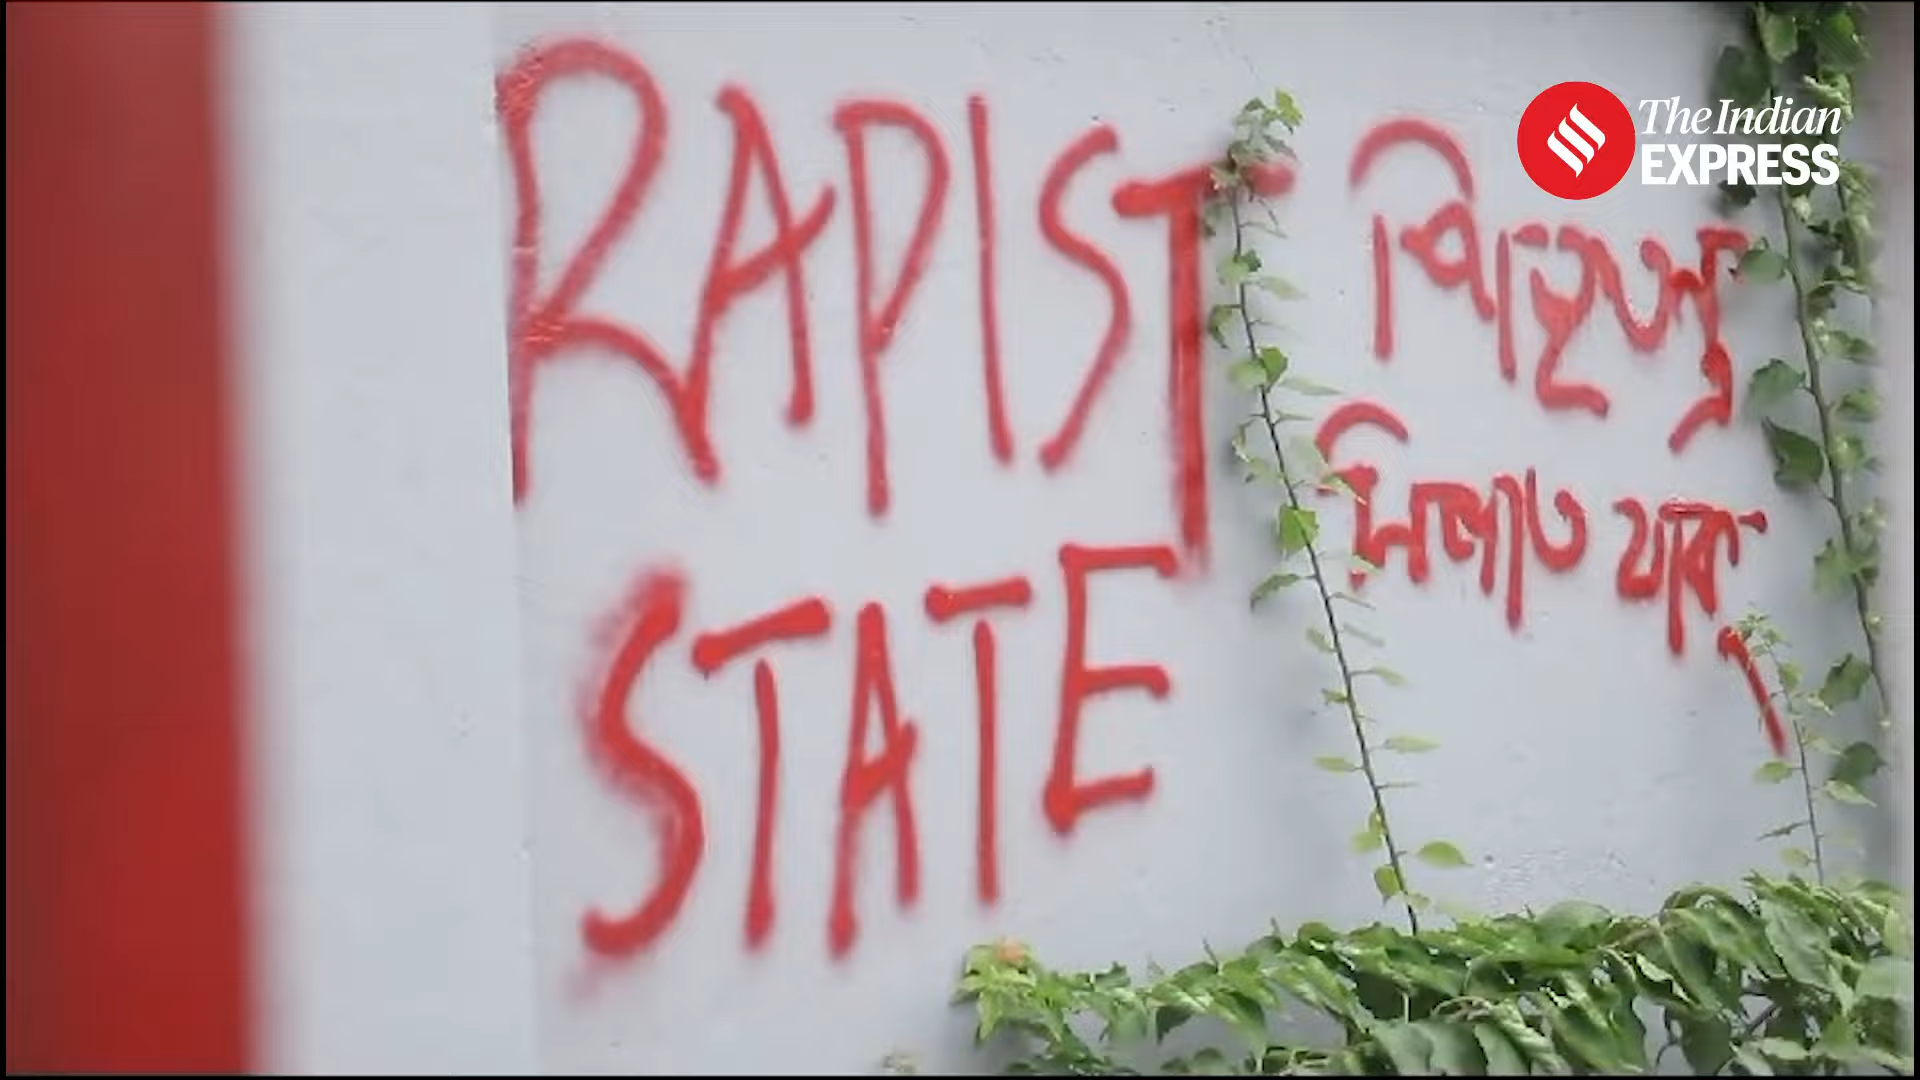 RAPIST
STATE
পিতৃতন্ত্র
নিপাত যাক
The Indian
EXPRESS